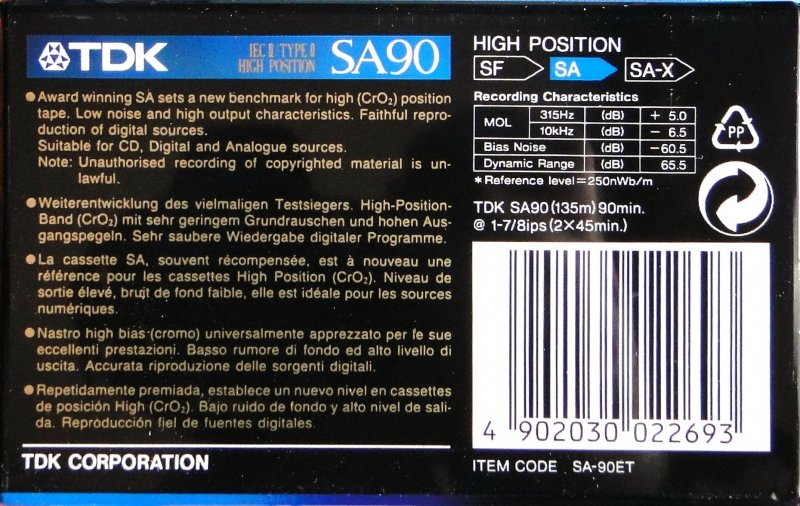 TDK IEC II TYPE II SA90
HIGH POSITION
● Award winning SA sets a new benchmark for high (CrO₂) position
tape. Low noise and high output characteristics. Faithful repro-
duction of digital sources.
Suitable for CD, Digital and Analogue sources.
Note: Unauthorised recording of copyrighted material is un-
lawful.
● Weiterentwicklung des vielmaligen Testsiegers. High-Position-
Band (CrO₂) mit sehr geringem Grundrauschen und hohen Aus-
gangspegeln. Sehr saubere Wiedergabe digitaler Programme.
● La cassette SA, souvent récompensée, est à nouveau une
référence pour les cassettes High Position (CrO₂). Niveau de
sortie élevé, bruit de fond faible, elle est idéale pour les sources
numériques.
● Nastro high bias (cromo) universalmente apprezzato per le sue
eccellenti prestazioni. Basso rumore di fondo ed alto livello di
uscita. Accurata riproduzione delle sorgenti digitali.
● Repetidamente premiada, establece un nuevo nivel en cassettes
de posición High (CrO₂). Bajo ruido de fondo y alto nivel de sali-
da. Reproducción fiel de fuentes digitales.
TDK CORPORATION
HIGH POSITION
SF SA SA-X
Recording Characteristics
MOL 315Hz (dB) + 5.0
10kHz (dB) − 6.5
Bias Noise (dB) −60.5
Dynamic Range (dB) 65.5
* Reference level=250nWb/m
TDK SA90 (135m) 90min.
@ 1-7/8ips (2×45min.)
PP
4 902030 022693
ITEM CODE SA-90ET